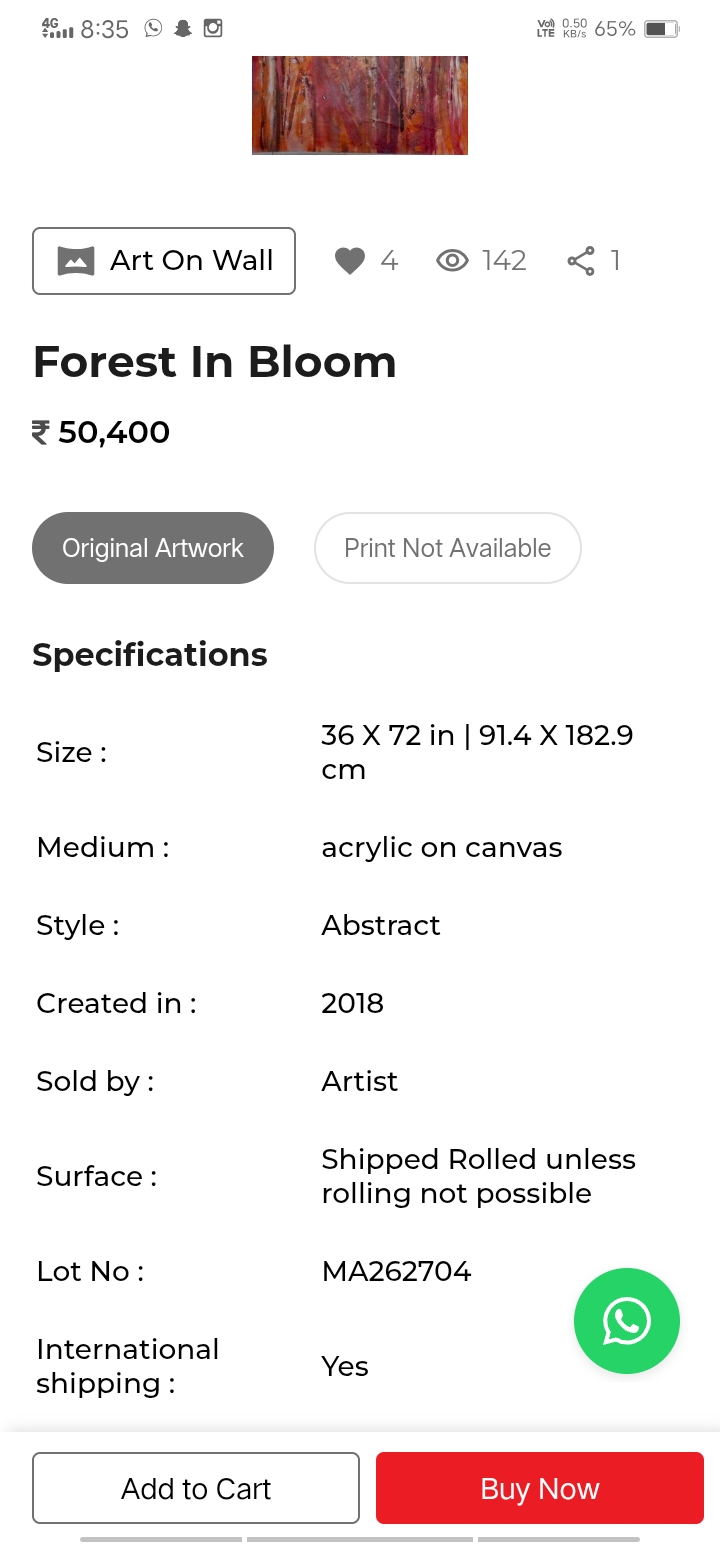 4G 8:35 Vo) LTE 0.50 KB/s 65%
Art On Wall 4 142 1
Forest In Bloom
₹ 50,400
Original Artwork Print Not Available
Specifications
Size : 36 X 72 in | 91.4 X 182.9
cm
Medium : acrylic on canvas
Style : Abstract
Created in : 2018
Sold by : Artist
Surface : Shipped Rolled unless
rolling not possible
Lot No : MA262704
International
shipping : Yes
Add to Cart Buy Now